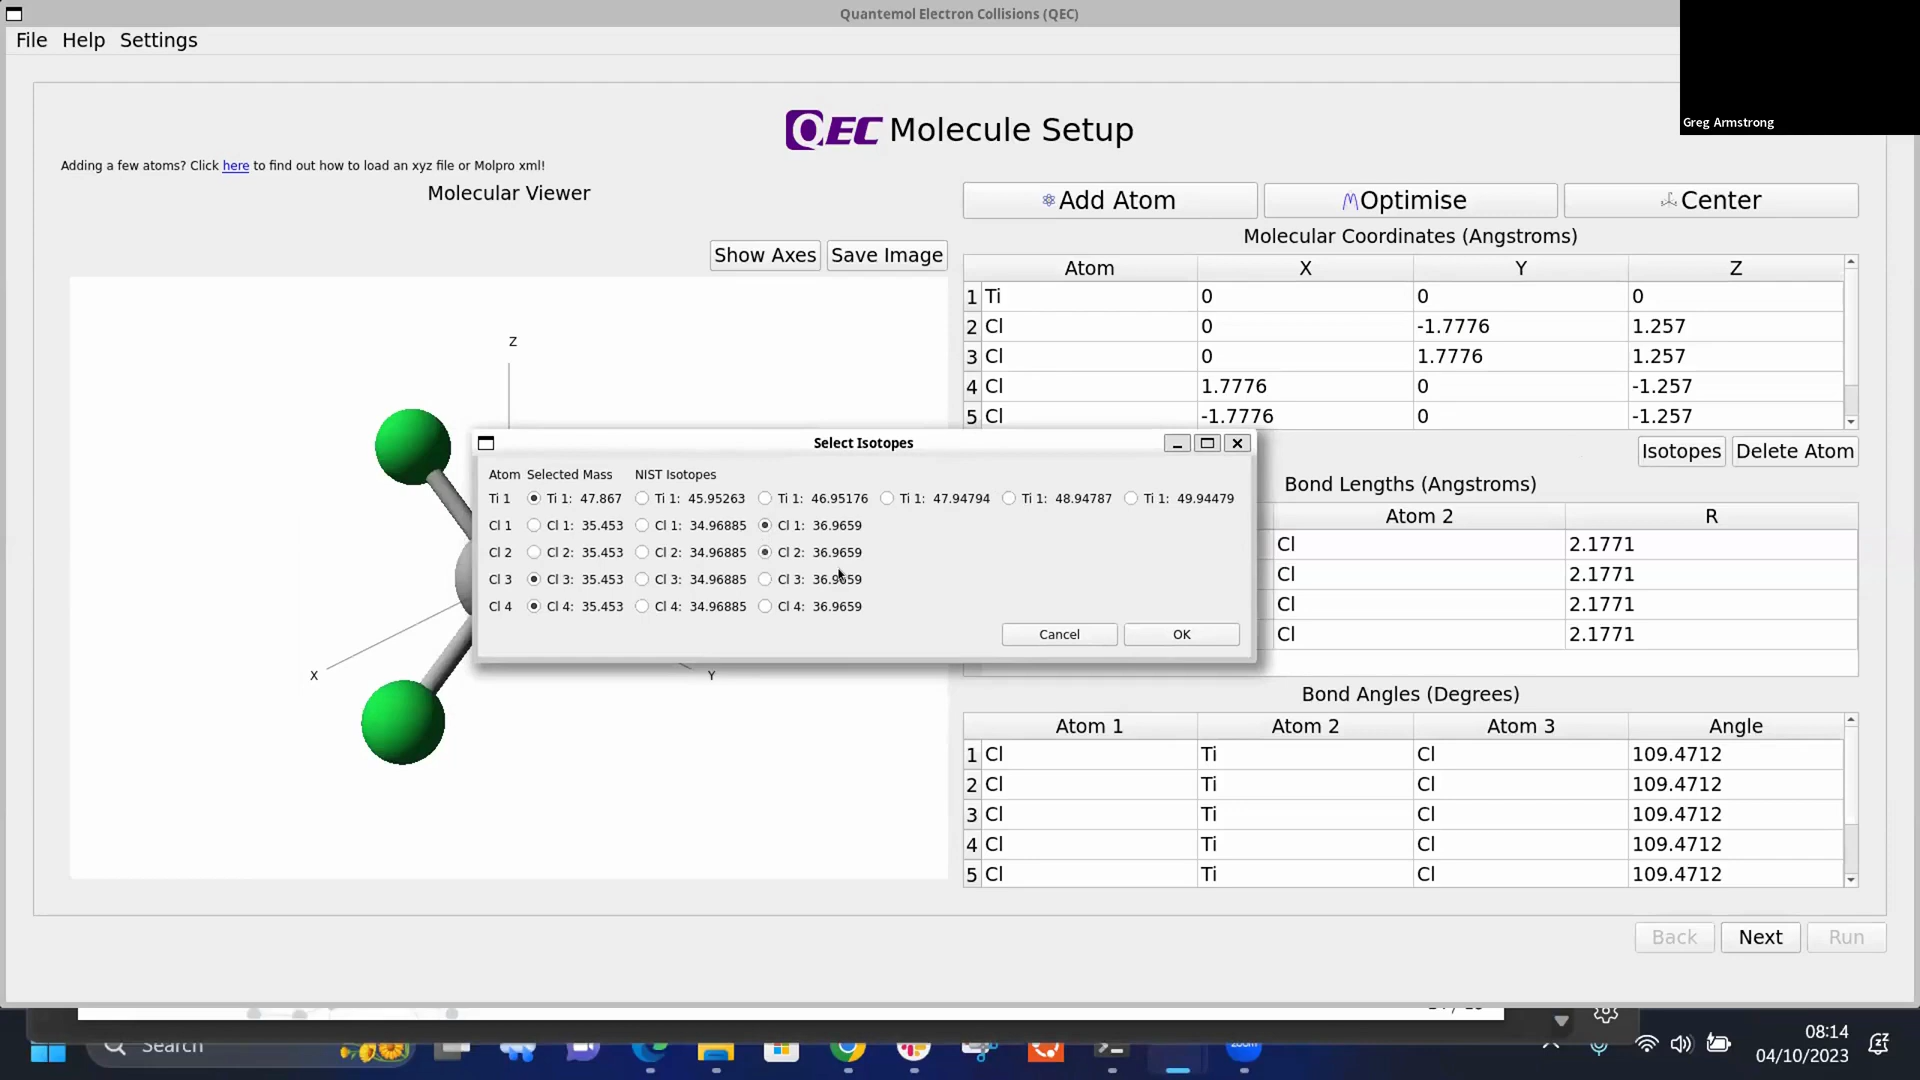 Quantemol Electron Collisions (QEC)
File Help Settings
Greg Armstrong
QEC Molecule Setup
Adding a few atoms? Click here to find out how to load an xyz file or Molpro xml!
Molecular Viewer
Add Atom Optimise Center
Show Axes Save Image
Molecular Coordinates (Angstroms)
Atom X Y Z
1 Ti 0 0 0
2 Cl 0 -1.7776 1.257
3 Cl 0 1.7776 1.257
4 Cl 1.7776 0 -1.257
5 Cl -1.7776 0 -1.257
Isotopes Delete Atom
Z
X
Y
Select Isotopes
Atom Selected Mass NIST Isotopes
Ti 1 Ti 1: 47.867 Ti 1: 45.95263 Ti 1: 46.95176 Ti 1: 47.94794 Ti 1: 48.94787 Ti 1: 49.94479
Cl 1 Cl 1: 35.453 Cl 1: 34.96885 Cl 1: 36.9659
Cl 2 Cl 2: 35.453 Cl 2: 34.96885 Cl 2: 36.9659
Cl 3 Cl 3: 35.453 Cl 3: 34.96885 Cl 3: 36.9659
Cl 4 Cl 4: 35.453 Cl 4: 34.96885 Cl 4: 36.9659
Cancel OK
Bond Lengths (Angstroms)
Atom 2 R
Cl 2.1771
Cl 2.1771
Cl 2.1771
Cl 2.1771
Bond Angles (Degrees)
Atom 1 Atom 2 Atom 3 Angle
1 Cl Ti Cl 109.4712
2 Cl Ti Cl 109.4712
3 Cl Ti Cl 109.4712
4 Cl Ti Cl 109.4712
5 Cl Ti Cl 109.4712
Back Next Run
Search
zoom
08:14
04/10/2023